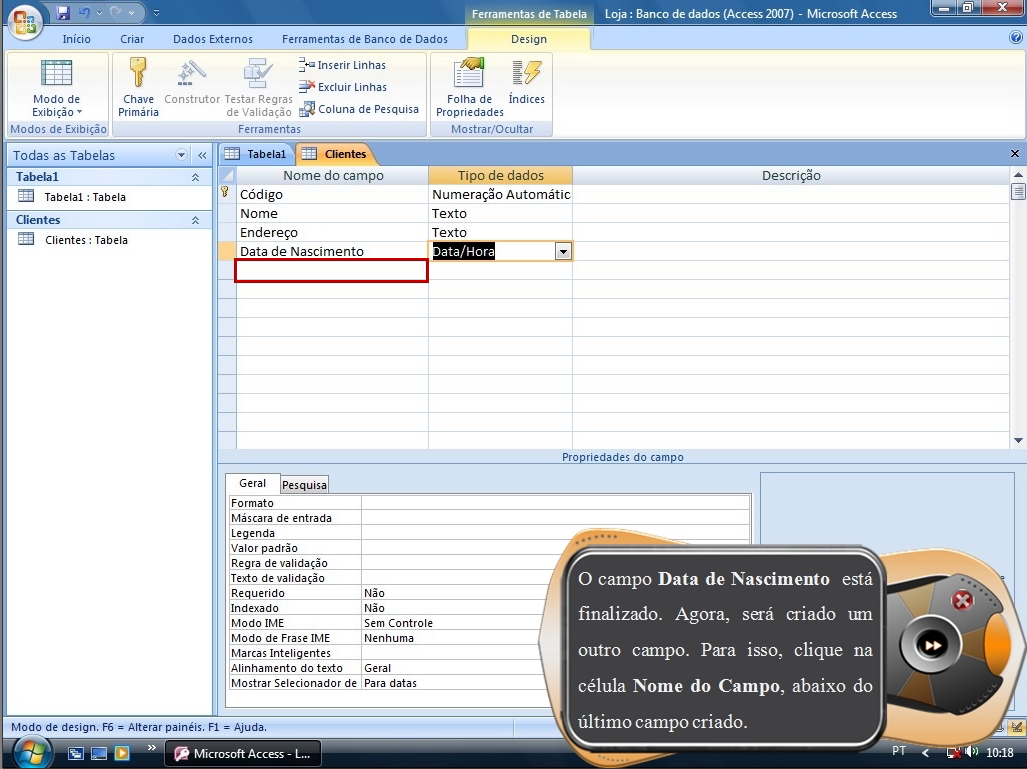 Ferramentas de Tabela Loja : Banco de dados (Access 2007) - Microsoft Access
Início Criar Dados Externos Ferramentas de Banco de Dados Design
Modo de Exibição
Modos de Exibição
Chave Primária
Construtor
Testar Regras de Validação
Inserir Linhas
Excluir Linhas
Coluna de Pesquisa
Ferramentas
Folha de Propriedades
Índices
Mostrar/Ocultar
Todas as Tabelas
Tabela1
Tabela1 : Tabela
Clientes
Clientes : Tabela
Tabela1 Clientes
Nome do campo Tipo de dados Descrição
Código Numeração Automátic
Nome Texto
Endereço Texto
Data de Nascimento Data/Hora
Propriedades do campo
Geral Pesquisa
Formato
Máscara de entrada
Legenda
Valor padrão
Regra de validação
Texto de validação
Requerido Não
Indexado Não
Modo IME Sem Controle
Modo de Frase IME Nenhuma
Marcas Inteligentes
Alinhamento do texto Geral
Mostrar Selecionador de Para datas
O campo Data de Nascimento está
finalizado. Agora, será criado um
outro campo. Para isso, clique na
célula Nome do Campo, abaixo do
último campo criado.
Modo de design. F6 = Alterar painéis. F1 = Ajuda.
Microsoft Access - L...
PT
10:18